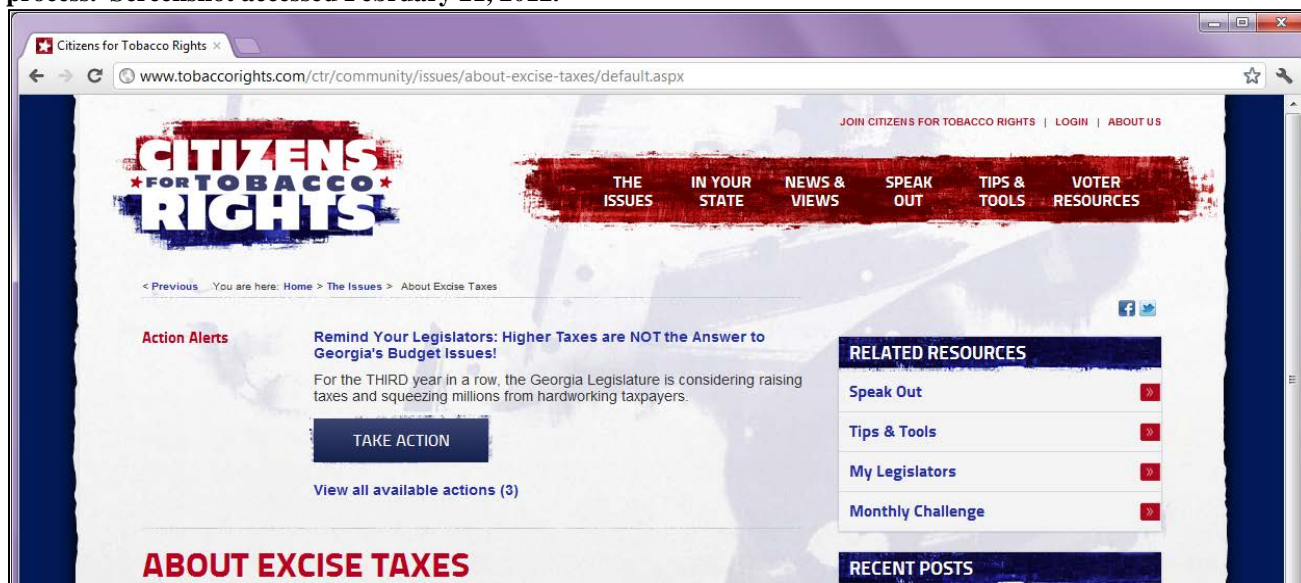 process. Screenshot accessed February 21, 2012.
Citizens for Tobacco Rights
www.tobaccorights.com/ctr/community/issues/about-excise-taxes/default.aspx
JOIN CITIZENS FOR TOBACCO RIGHTS | LOGIN | ABOUT US
CITIZENS
FOR TOBACCO
RIGHTS
THE ISSUES
IN YOUR STATE
NEWS & VIEWS
SPEAK OUT
TIPS & TOOLS
VOTER RESOURCES
< Previous You are here: Home > The Issues > About Excise Taxes
Action Alerts
Remind Your Legislators: Higher Taxes are NOT the Answer to
Georgia's Budget Issues!
For the THIRD year in a row, the Georgia Legislature is considering raising
taxes and squeezing millions from hardworking taxpayers.
TAKE ACTION
View all available actions (3)
ABOUT EXCISE TAXES
RELATED RESOURCES
Speak Out
Tips & Tools
My Legislators
Monthly Challenge
RECENT POSTS